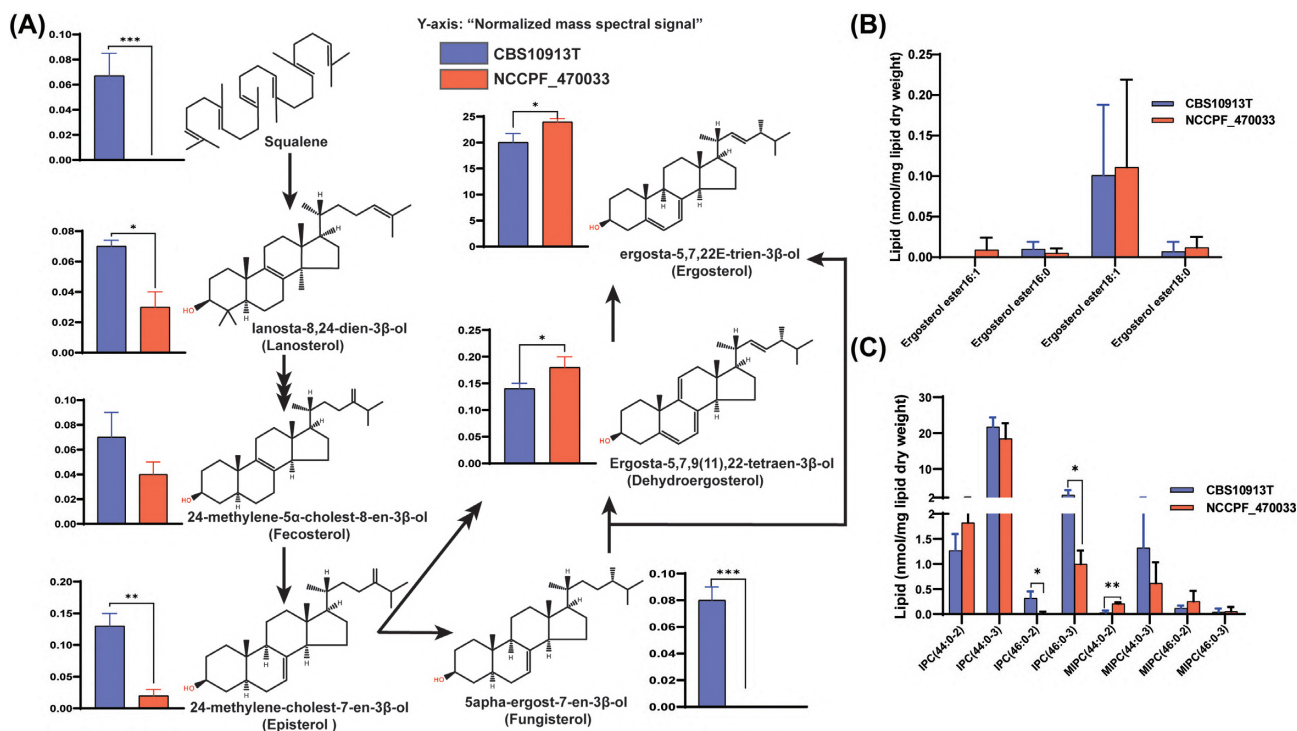 (A)
Y-axis: “Normalized mass spectral signal”
CBS10913T
NCCPF_470033
0.10
0.08
0.06
0.04
0.02
0.00
***
Squalene
0.08
0.06
0.04
0.02
0.00
*
H
H
H
HO
lanosta-8,24-dien-3β-ol
(Lanosterol)
0.10
0.08
0.06
0.04
0.02
0.00
H
H
H
H
HO
24-methylene-5α-cholest-8-en-3β-ol
(Fecosterol)
0.20
0.15
0.10
0.05
0.00
**
H
H
H
H
H
HO
24-methylene-cholest-7-en-3β-ol
(Episterol )
25
20
15
10
5
0
*
H
H
H
H
HO
ergosta-5,7,22E-trien-3β-ol
(Ergosterol)
0.25
0.20
0.15
0.10
0.05
0.00
*
H
H
H
HO
Ergosta-5,7,9(11),22-tetraen-3β-ol
(Dehydroergosterol)
H
H
H
H
H
HO
5apha-ergost-7-en-3β-ol
(Fungisterol)
0.10
0.08
0.06
0.04
0.02
0.00
***
(B)
Lipid (nmol/mg lipid dry weight)
0.25
0.20
0.15
0.10
0.05
0.00
CBS10913T
NCCPF_470033
Ergosterol ester16:1
Ergosterol ester16:0
Ergosterol ester18:1
Ergosterol ester18:0
(C)
Lipid (nmol/mg lipid dry weight)
30
20
10
2
2.0
1.5
1.0
0.5
0.0
*
*
**
CBS10913T
NCCPF_470033
IPC(44:0-2)
IPC(44:0-3)
IPC(46:0-2)
IPC(46:0-3)
MIPC(44:0-2)
MIPC(44:0-3)
MIPC(46:0-2)
MIPC(46:0-3)